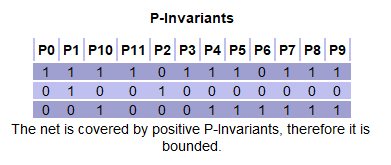 P-Invariants
P0 P1 P10 P11 P2 P3 P4 P5 P6 P7 P8 P9
1 1 1 1 0 1 1 1 0 1 1 1
0 1 0 0 1 0 0 0 0 0 0 0
0 0 1 0 0 0 1 1 1 1 1 1
The net is covered by positive P-Invariants, therefore it is
bounded.